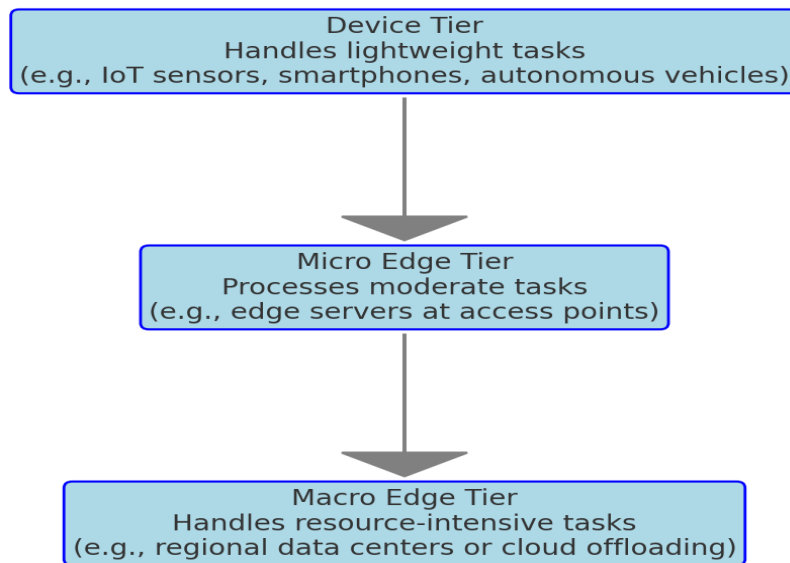 Device Tier
Handles lightweight tasks
(e.g., IoT sensors, smartphones, autonomous vehicles)
Micro Edge Tier
Processes moderate tasks
(e.g., edge servers at access points)
Macro Edge Tier
Handles resource-intensive tasks
(e.g., regional data centers or cloud offloading)